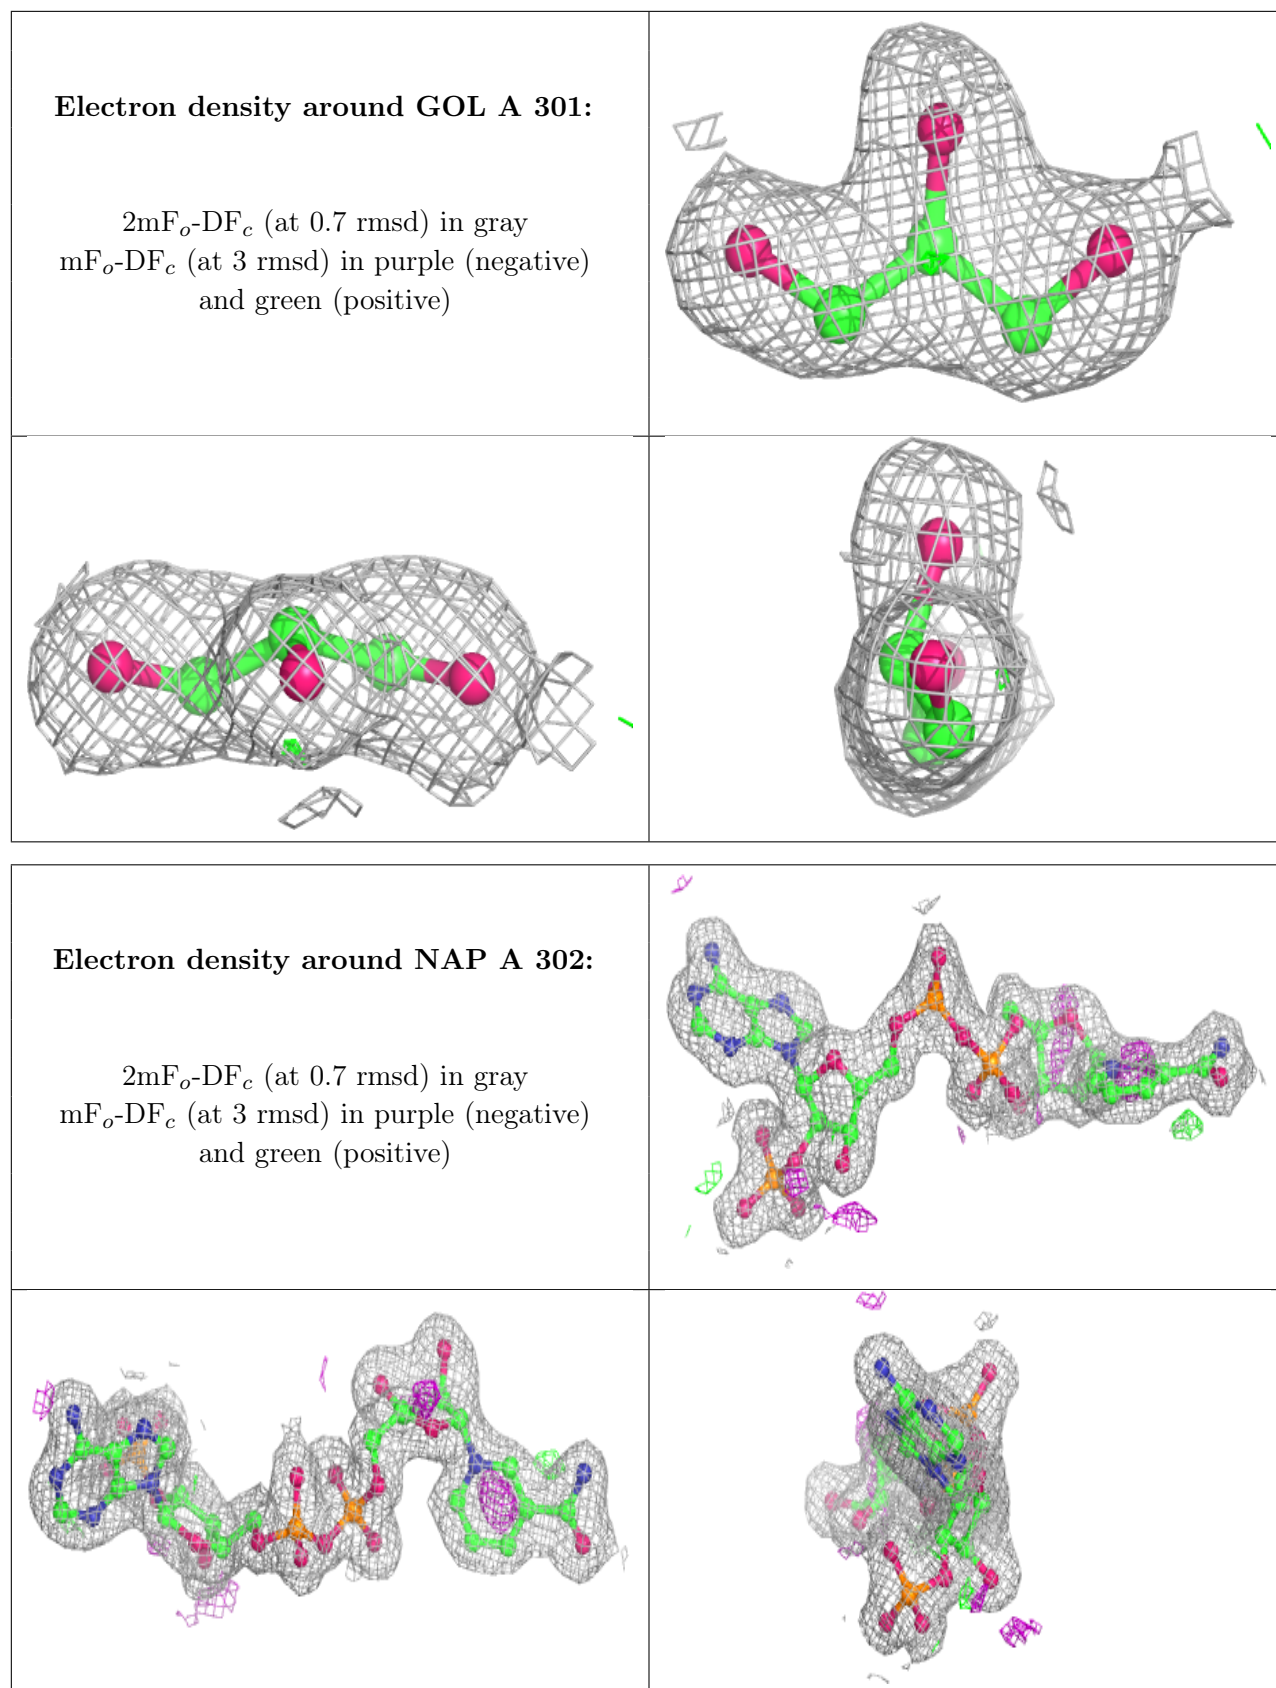 Electron density around GOL A 301:
2mFₒ-DF𝒸 (at 0.7 rmsd) in gray
mFₒ-DF𝒸 (at 3 rmsd) in purple (negative)
and green (positive)
Electron density around NAP A 302:
2mFₒ-DF𝒸 (at 0.7 rmsd) in gray
mFₒ-DF𝒸 (at 3 rmsd) in purple (negative)
and green (positive)